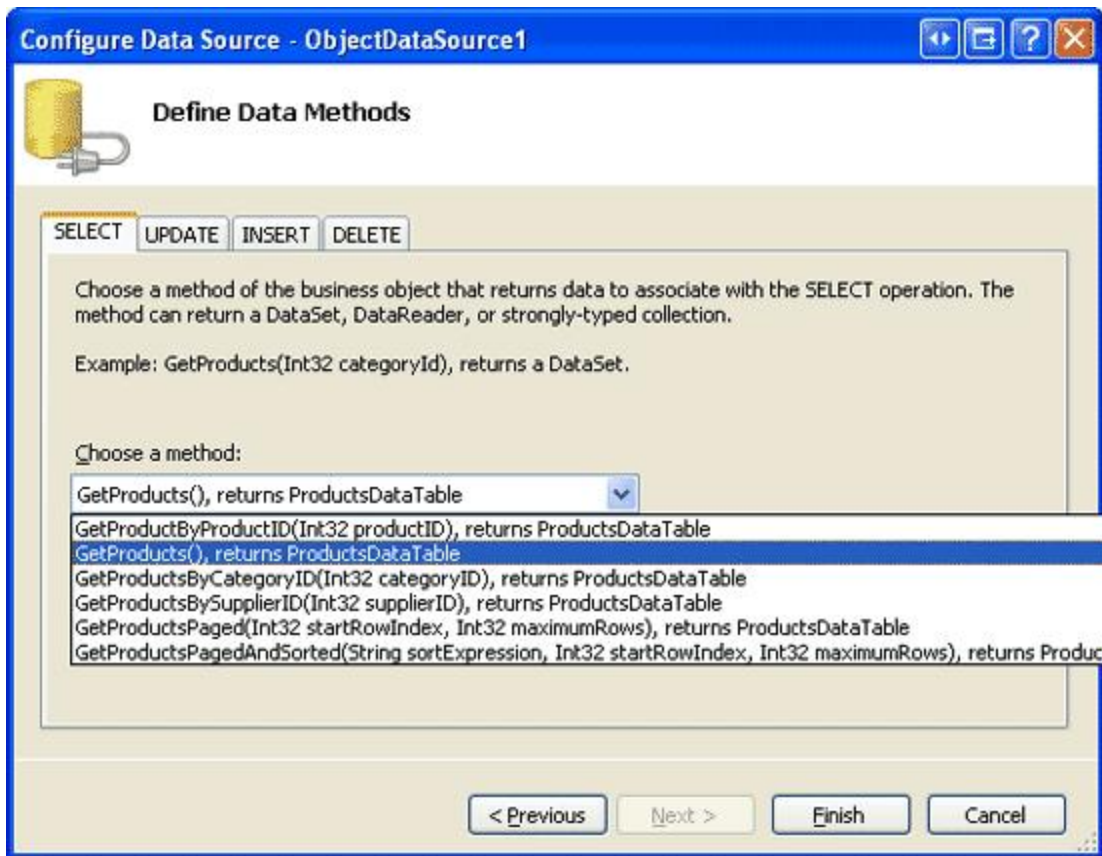 Configure Data Source - ObjectDataSource1
Define Data Methods
SELECT UPDATE INSERT DELETE
Choose a method of the business object that returns data to associate with the SELECT operation. The
method can return a DataSet, DataReader, or strongly-typed collection.
Example: GetProducts(Int32 categoryId), returns a DataSet.
Choose a method:
GetProducts(), returns ProductsDataTable
GetProductByProductID(Int32 productID), returns ProductsDataTable
GetProducts(), returns ProductsDataTable
GetProductsByCategoryID(Int32 categoryID), returns ProductsDataTable
GetProductsBySupplierID(Int32 supplierID), returns ProductsDataTable
GetProductsPaged(Int32 startRowIndex, Int32 maximumRows), returns ProductsDataTable
GetProductsPagedAndSorted(String sortExpression, Int32 startRowIndex, Int32 maximumRows), returns Produc
< Previous Next > Finish Cancel